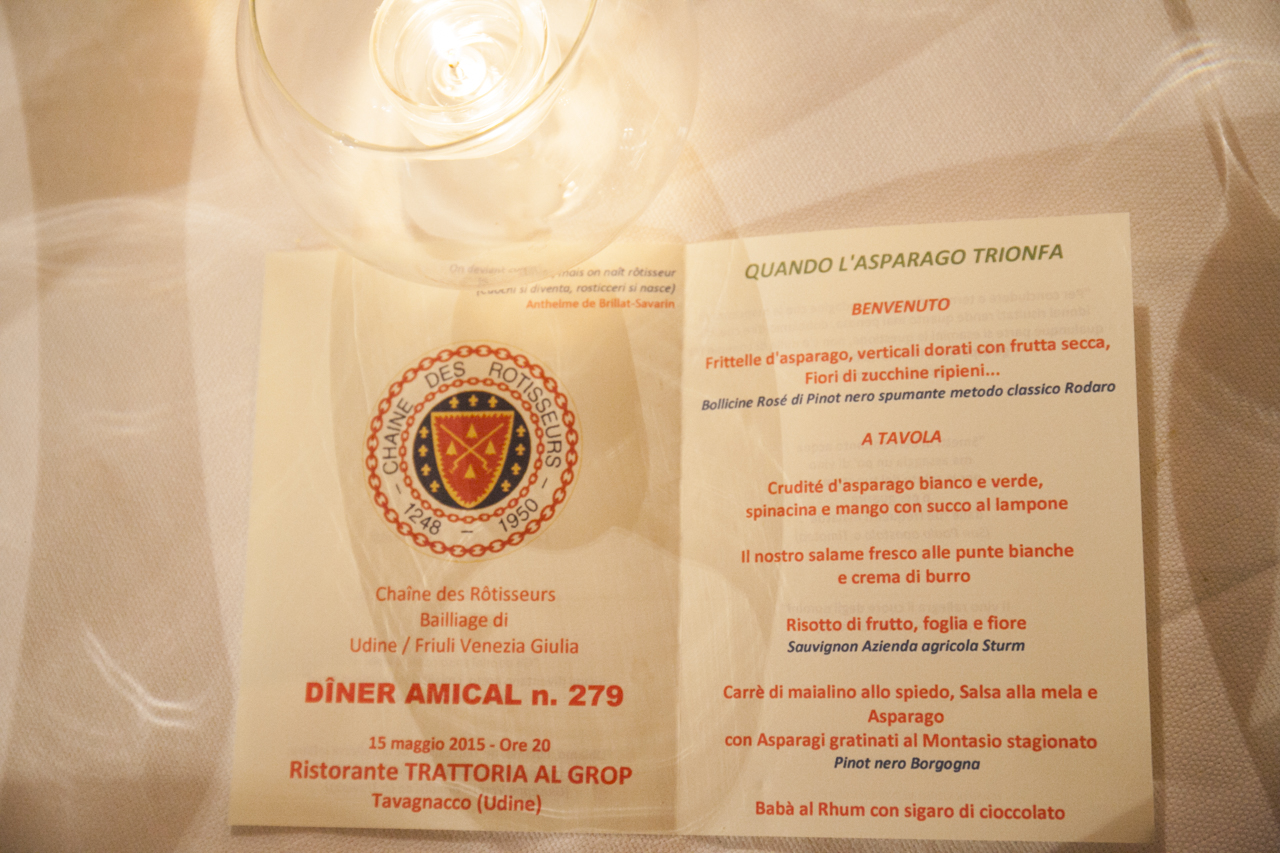 On devient
mais on naît rôtisseur
(cuochi si diventa, rosticceri si nasce)
Anthelme de Brillat-Savarin
CHAINE DES ROTISSEURS
- 1248 - 1950 -
Chaîne des Rôtisseurs
Bailliage di
Udine / Friuli Venezia Giulia
DÎNER AMICAL n. 279
15 maggio 2015 - Ore 20
Ristorante TRATTORIA AL GROP
Tavagnacco (Udine)
QUANDO L'ASPARAGO TRIONFA
BENVENUTO
Frittelle d'asparago, verticali dorati con frutta secca,
Fiori di zucchine ripieni...
Bollicine Rosé di Pinot nero spumante metodo classico Rodaro
A TAVOLA
Crudité d'asparago bianco e verde,
spinacina e mango con succo al lampone
Il nostro salame fresco alle punte bianche
e crema di burro
Risotto di frutto, foglia e fiore
Sauvignon Azienda agricola Sturm
Carrè di maialino allo spiedo, Salsa alla mela e
Asparago
con Asparagi gratinati al Montasio stagionato
Pinot nero Borgogna
Babà al Rhum con sigaro di cioccolato